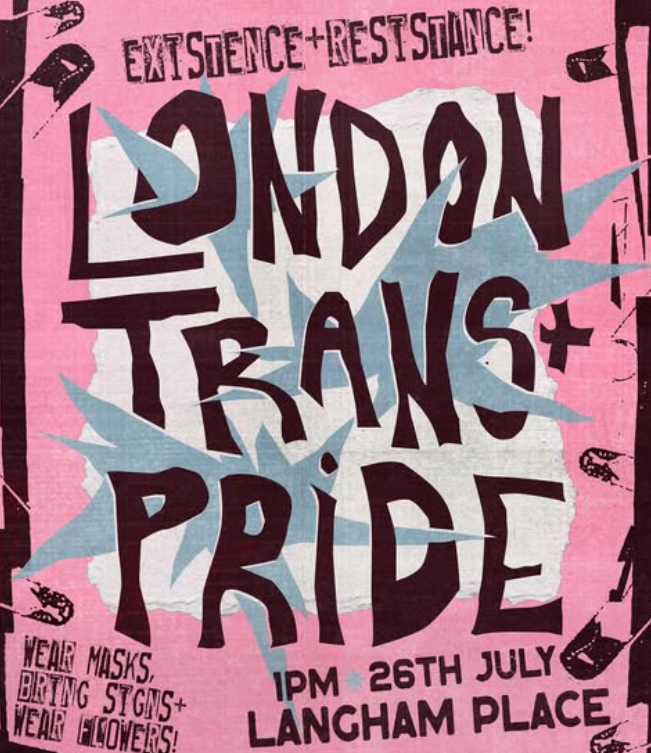 EXISTENCE+RESISTANCE!
LONDON
TRANS+
PRiDE
WEAR MASKS,
BRING SIGNS+
WEAR FLOWERS!
1PM * 26TH JULY
LANGHAM PLACE